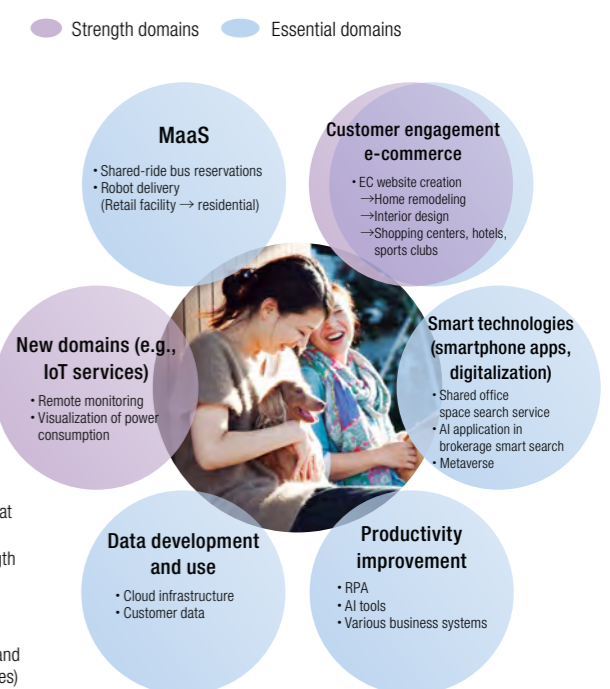 Strength domains
Essential domains
MaaS
• Shared-ride bus reservations
• Robot delivery
(Retail facility → residential)
Customer engagement
e-commerce
• EC website creation
→Home remodeling
→Interior design
→Shopping centers, hotels,
sports clubs
New domains (e.g.,
IoT services)
• Remote monitoring
• Visualization of power
consumption
Smart technologies
(smartphone apps,
digitalization)
• Shared office
space search service
• AI application in
brokerage smart search
• Metaverse
Data development
and use
• Cloud infrastructure
• Customer data
Productivity
improvement
• RPA
• AI tools
• Various business systems
at
and